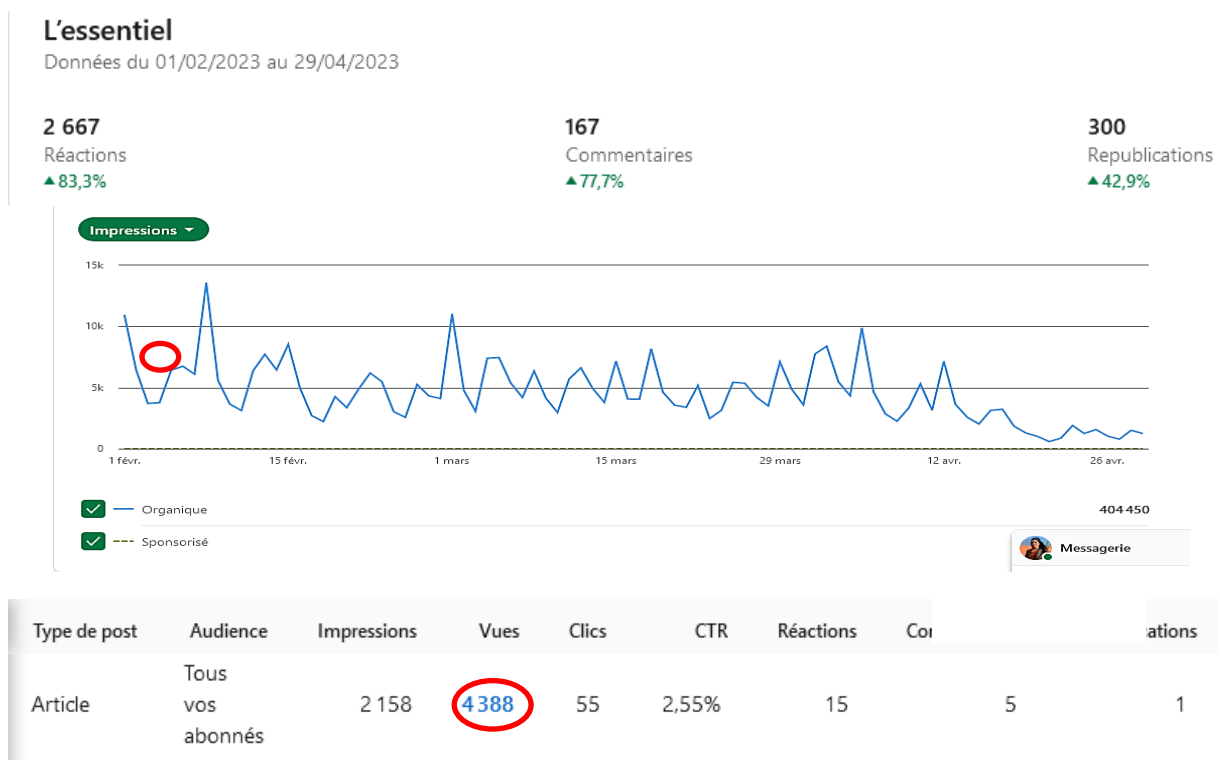 L'essentiel
Données du 01/02/2023 au 29/04/2023
2 667 167 300
Réactions Commentaires Republications
▲83,3% ▲77,7% ▲42,9%
Impressions
15k
10k
5k
0
1 févr. 15 févr. 1 mars 15 mars 29 mars 12 avr. 26 avr.
Organique 404 450
Sponsorisé
Messagerie
Type de post Audience Impressions Vues Clics CTR Réactions
Tous
Article vos 2 158 4 388 55 2,55% 15 5 1
abonnés